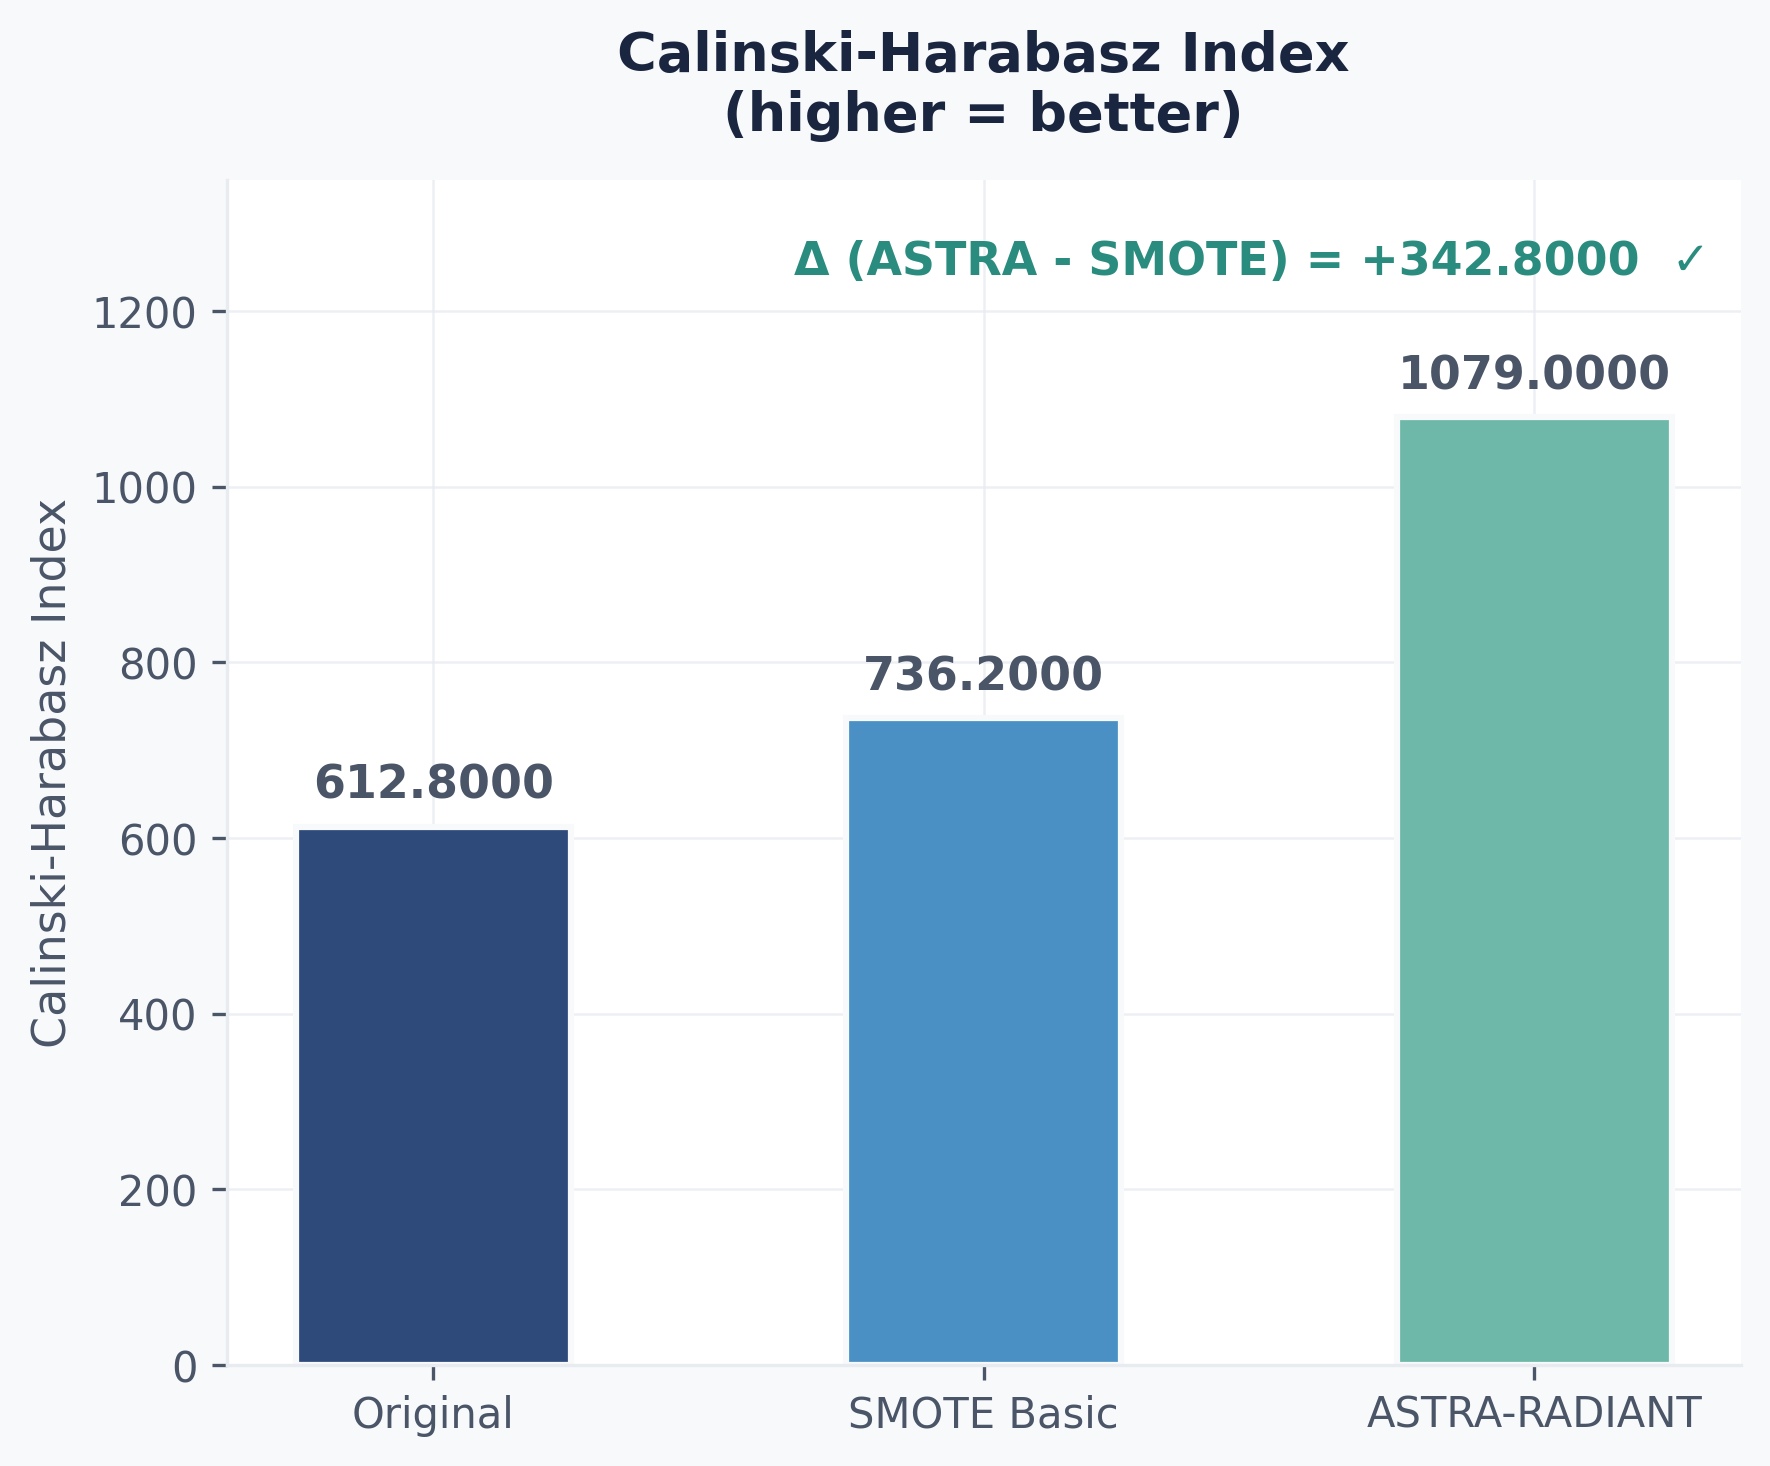 Calinski-Harabasz Index
(higher = better)
Δ (ASTRA - SMOTE) = +342.8000 ✓
1200
1079.0000
1000
800
736.2000
612.8000
600
400
200
0
Calinski-Harabasz Index
Original
SMOTE Basic
ASTRA-RADIANT